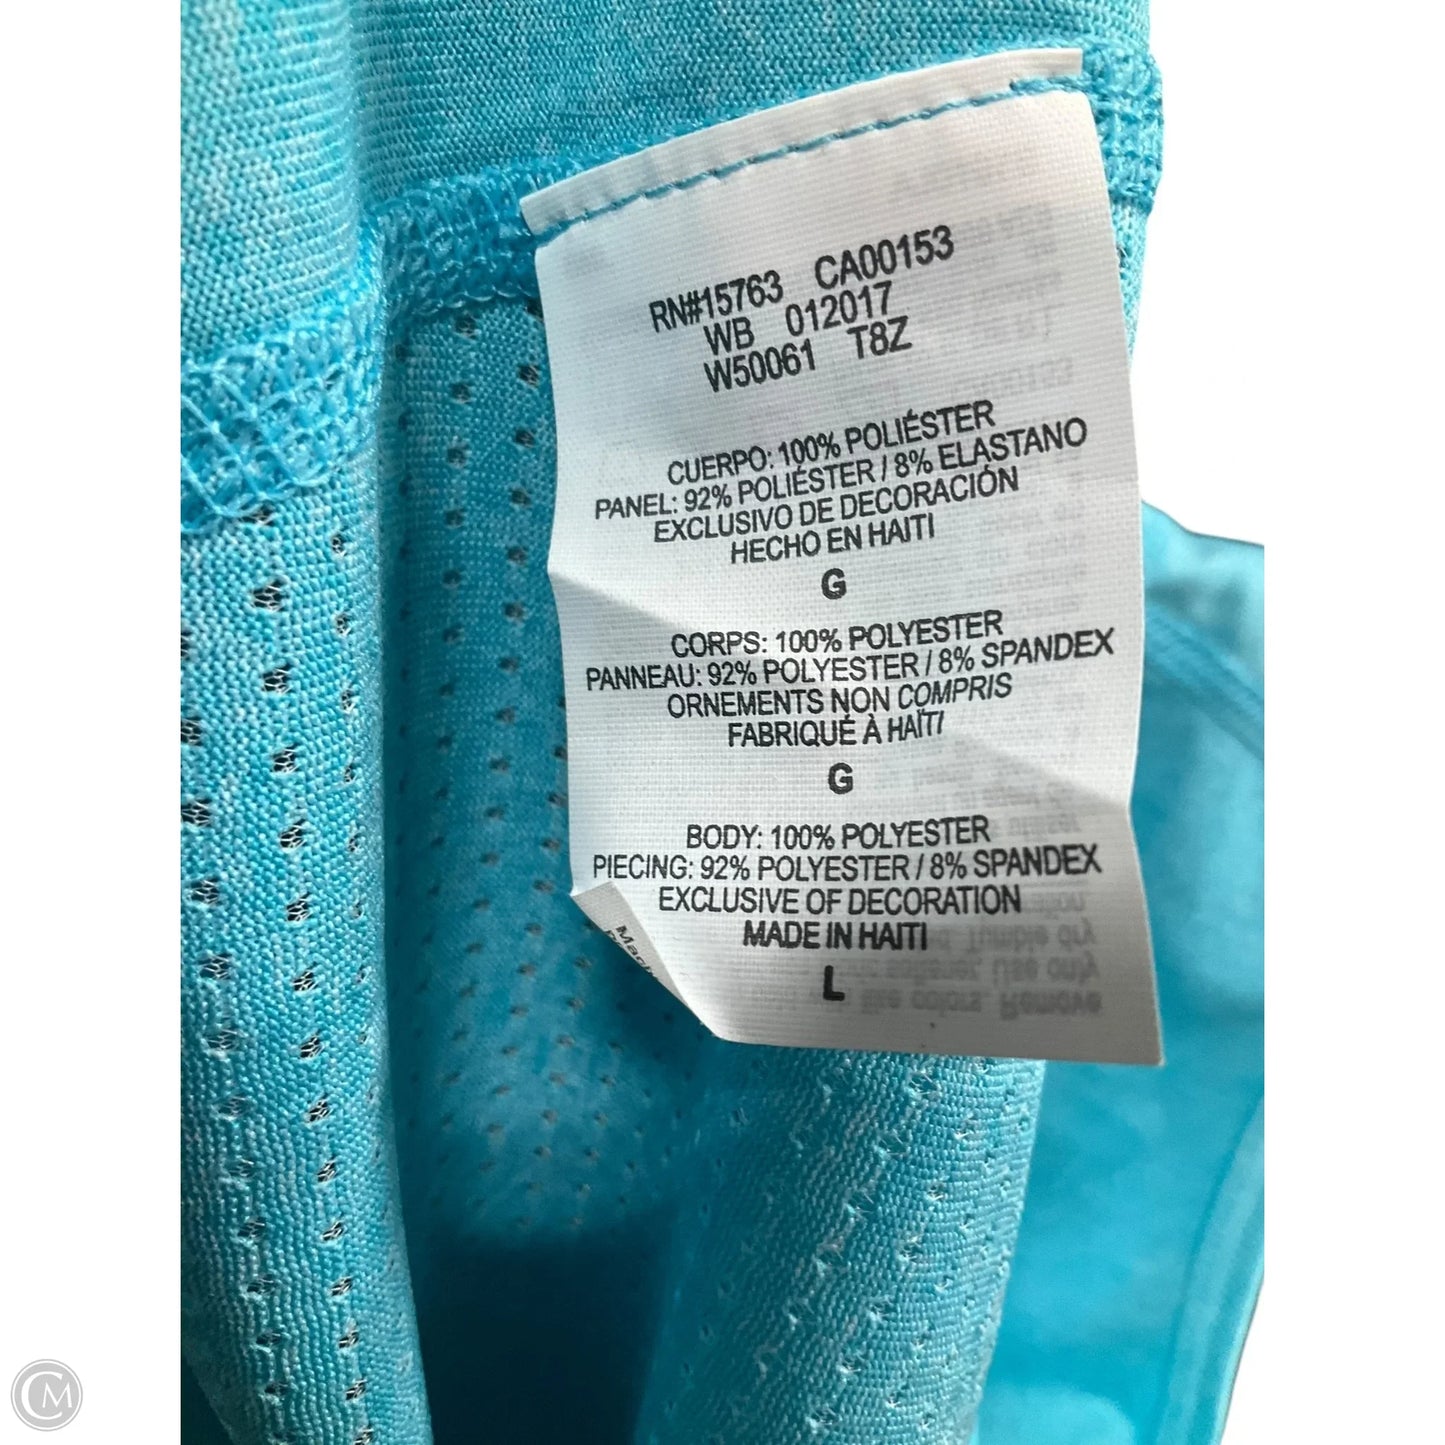 RN#15763 CA00153
WB 012017
W50061 T8Z
CUERPO: 100% POLIÉSTER
PANEL: 92% POLIÉSTER / 8% ELASTANO
EXCLUSIVO DE DECORACIÓN
HECHO EN HAITI
G
CORPS: 100% POLYESTER
PANNEAU: 92% POLYESTER / 8% SPANDEX
ORNEMENTS NON COMPRIS
FABRIQUÉ À HAÏTI
G
BODY: 100% POLYESTER
PIECING: 92% POLYESTER / 8% SPANDEX
EXCLUSIVE OF DECORATION
MADE IN HAITI
L
CM